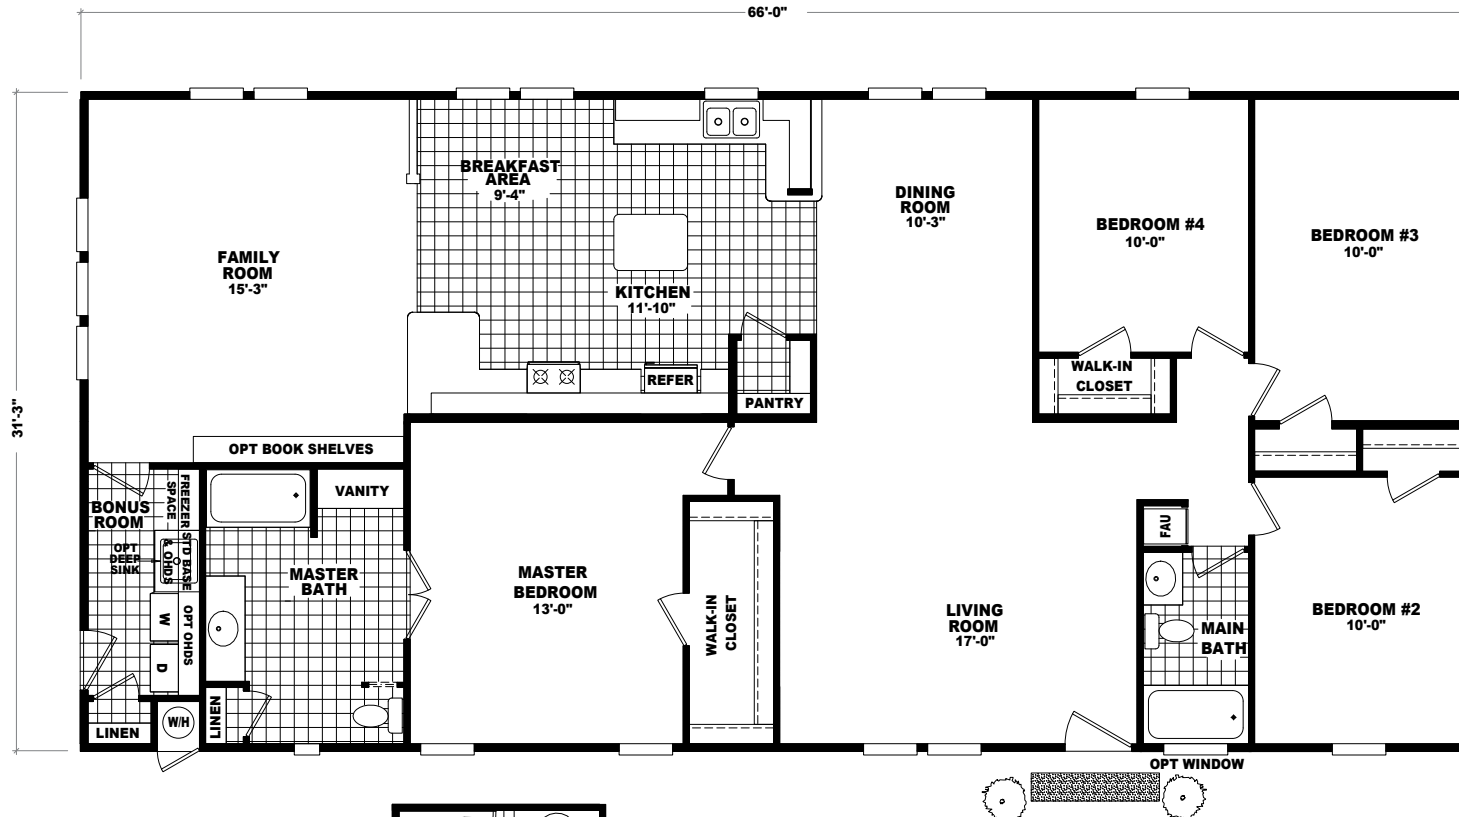 66'-0"
31'-3"
BREAKFAST
AREA
9'-4"
DINING
ROOM
10'-3"
BEDROOM #4
10'-0"
BEDROOM #3
10'-0"
FAMILY
ROOM
15'-3"
KITCHEN
11'-10"
REFER
PANTRY
WALK-IN
CLOSET
OPT BOOK SHELVES
VANITY
BONUS
ROOM
FREEZER
SPACE
OPT
DEEP
SINK
STD BASE
& OHDS
OPT OHDS
W
D
LINEN
W/H
LINEN
MASTER
BATH
MASTER
BEDROOM
13'-0"
WALK-IN
CLOSET
LIVING
ROOM
17'-0"
FAU
MAIN
BATH
BEDROOM #2
10'-0"
OPT WINDOW